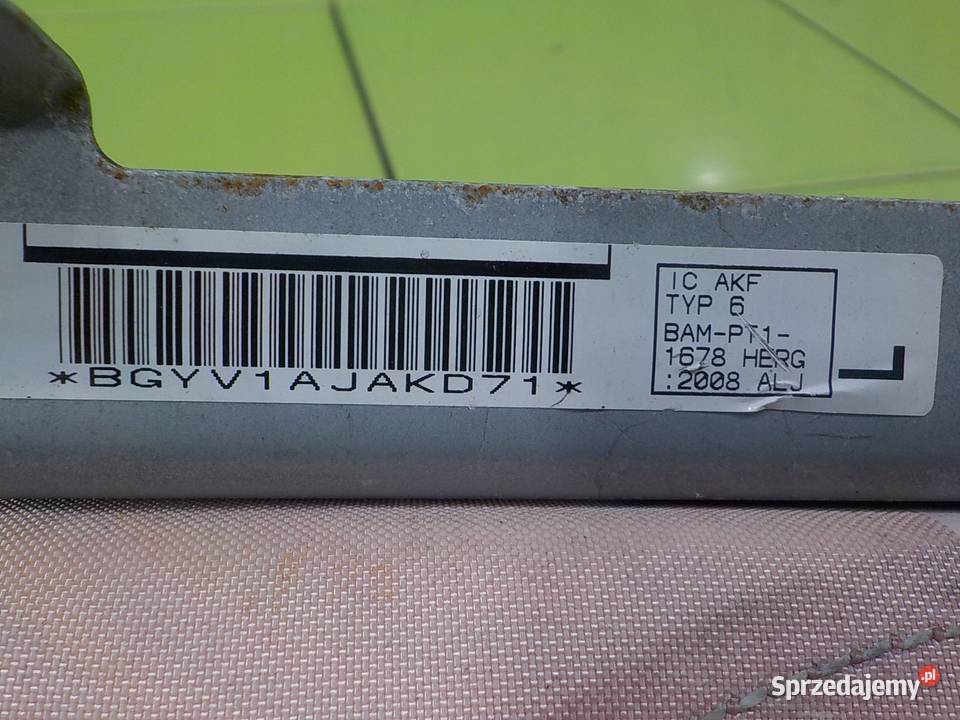 *BGYV1AJAKD71*
IC AKF
TYP 6
BAM-PT1-
1678 HERG
:2008 ALJ
L
Sprzedajemy.pl